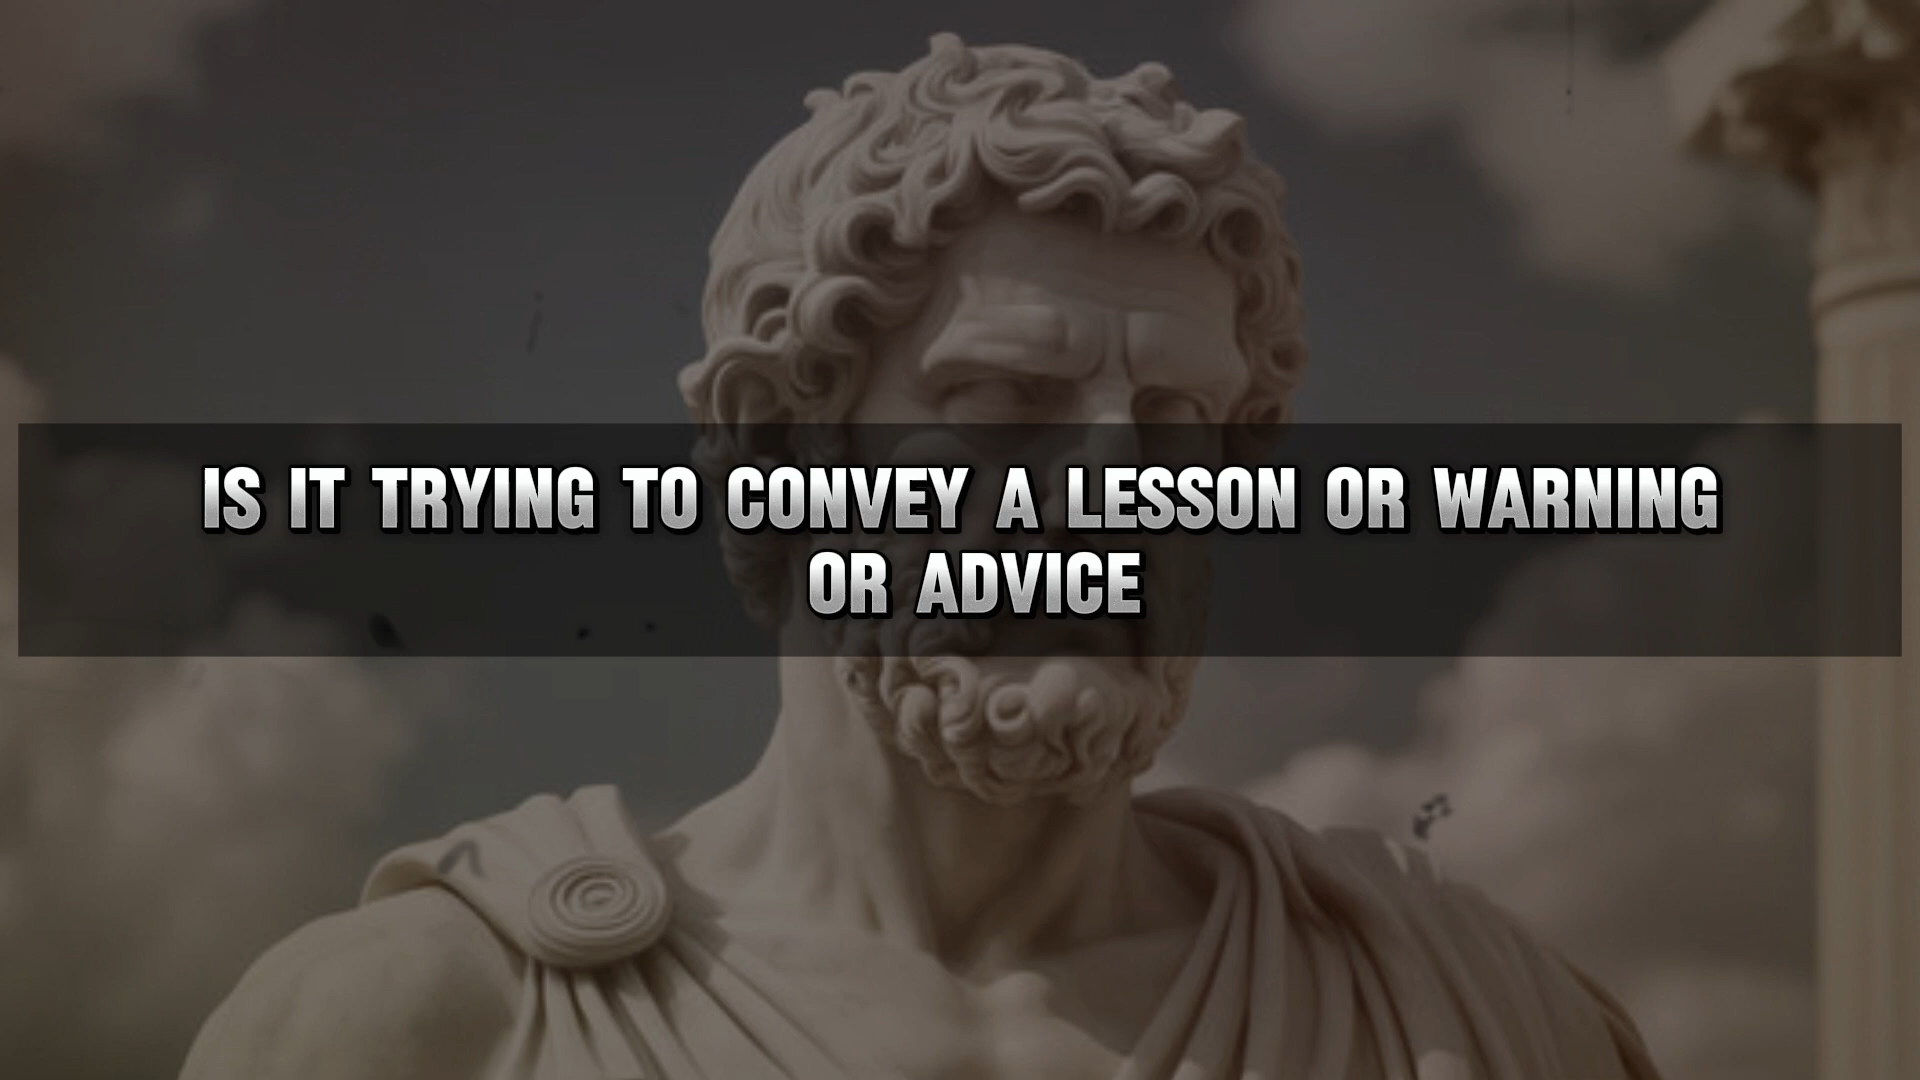 IS IT TRYING TO CONVEY A LESSON OR WARNING
OR ADVICE